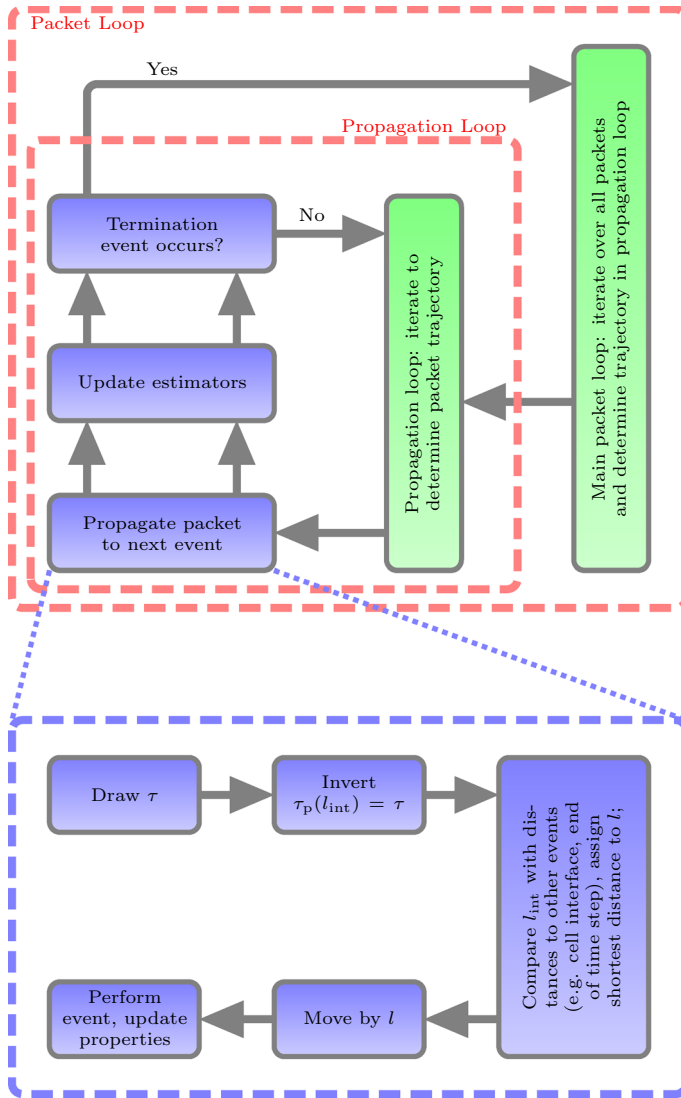 Packet Loop
Yes
Propagation Loop
Termination
event occurs?
No
Update estimators
Propagate packet
to next event
Propagation loop: iterate to
determine packet trajectory
Main packet loop: iterate over all packets
and determine trajectory in propagation loop
Draw τ
Invert
τp(lint) = τ
Compare lint with dis-
tances to other events
(e.g. cell interface, end
of time step), assign
shortest distance to l;
Move by l
Perform
event, update
properties